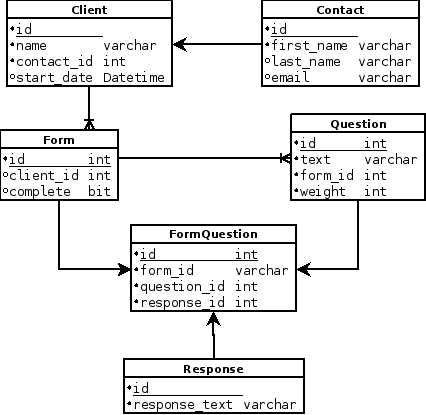 Client
id
name varchar
contact_id int
start_date Datetime
Contact
id
first_name varchar
last_name varchar
email varchar
Form
id int
client_id int
complete bit
Question
id int
text varchar
form_id int
weight int
FormQuestion
id int
form_id varchar
question_id int
response_id int
Response
id
response_text varchar